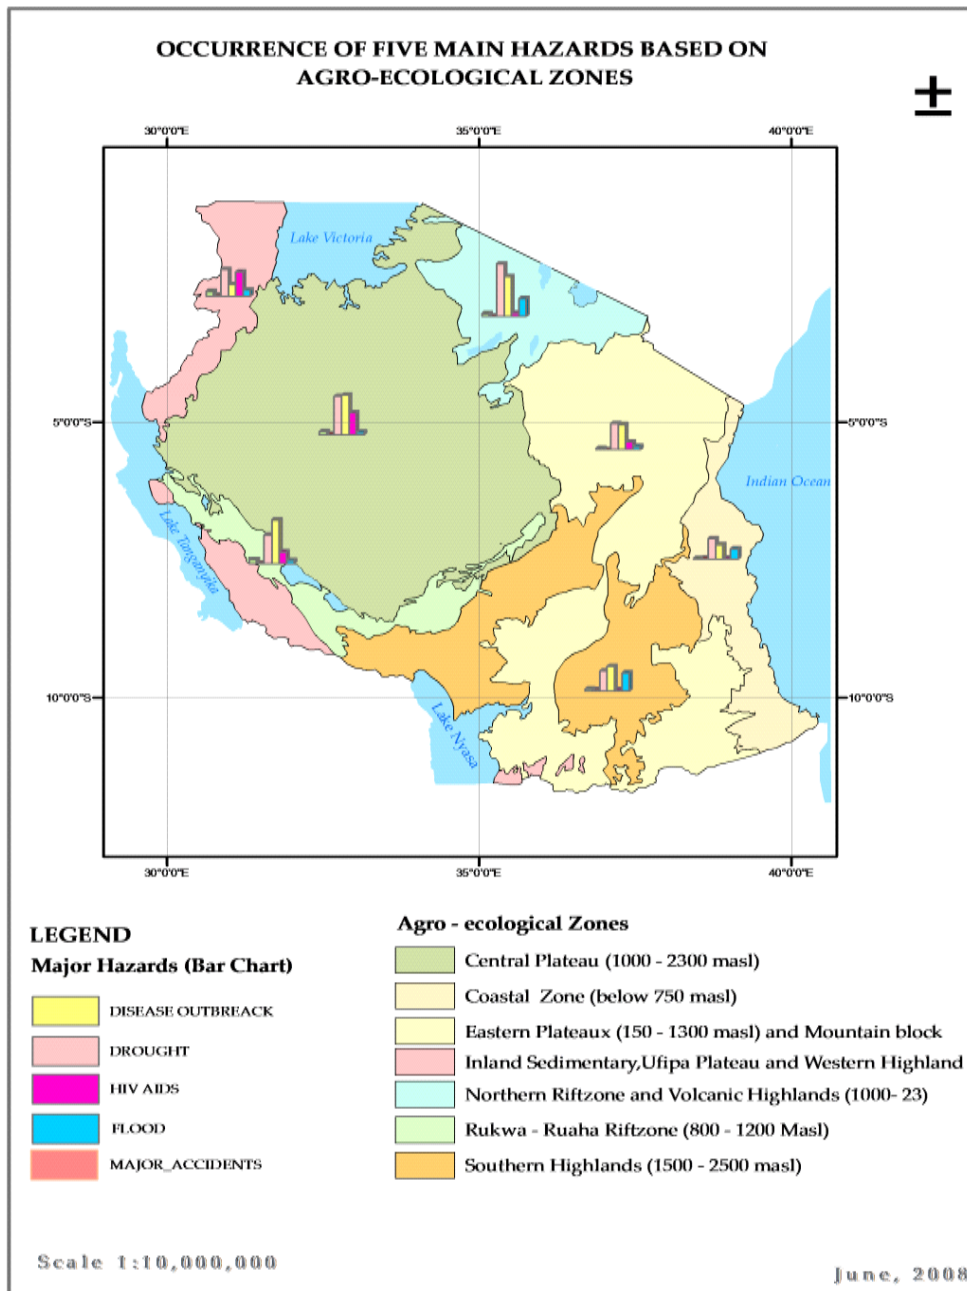 OCCURRENCE OF FIVE MAIN HAZARDS BASED ON
AGRO-ECOLOGICAL ZONES
±
30°0'0"E 35°0'0"E 40°0'0"E
Lake Victoria
5°0'0"S 5°0'0"S
Indian Ocean
Lake Tanganyika
10°0'0"S 10°0'0"S
Lake Nyasa
30°0'0"E 35°0'0"E 40°0'0"E
LEGEND
Major Hazards (Bar Chart)
DISEASE OUTBREACK
DROUGHT
HIV AIDS
FLOOD
MAJOR_ACCIDENTS
Agro - ecological Zones
Central Plateau (1000 - 2300 masl)
Coastal Zone (below 750 masl)
Eastern Plateaux (150 - 1300 masl) and Mountain block
Inland Sedimentary,Ufipa Plateau and Western Highland
Northern Riftzone and Volcanic Highlands (1000- 23)
Rukwa - Ruaha Riftzone (800 - 1200 Masl)
Southern Highlands (1500 - 2500 masl)
Scale 1:10,000,000
June, 2008